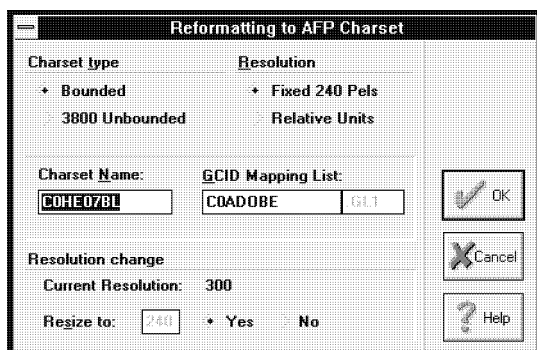 Reformatting to AFP Charset
Charset type
Resolution
Bounded
Fixed 240 Pels
3800 Unbounded
Relative Units
Charset Name:
GCID Mapping List:
C0HE07BL
C0ADOBE
GL1
OK
Cancel
Help
Resolution change
Current Resolution: 300
Resize to: 240 Yes No